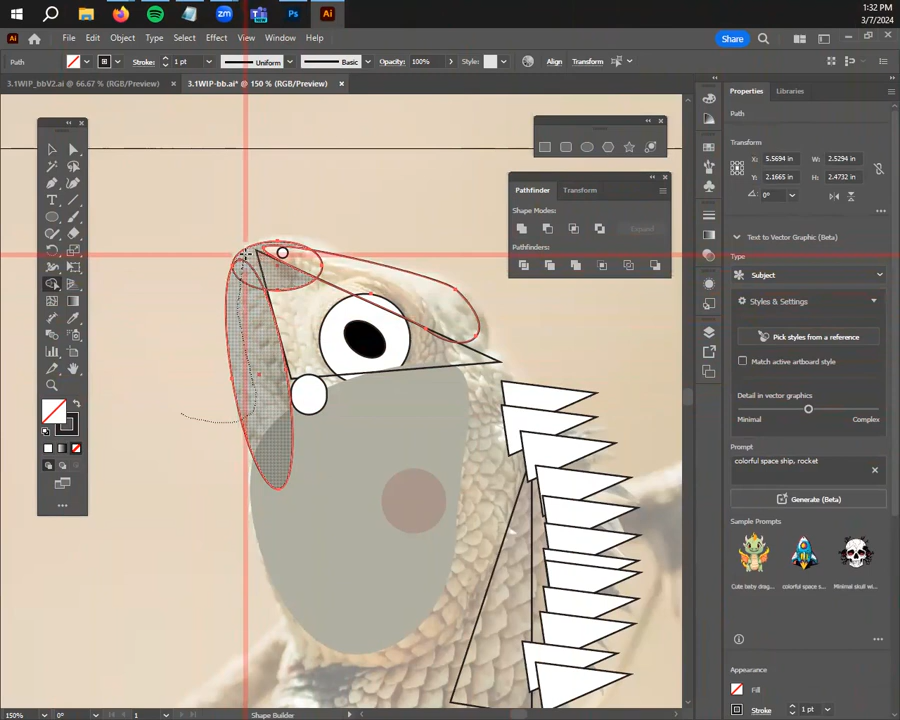 1:32 PM
3/7/2024
File Edit Object Type Select Effect View Window Help
Share
Path Stroke: 1 pt Uniform Basic Opacity: 100% Style: Align Transform
3.1WIP_bbV2.ai @ 66.67 % (RGB/Preview) × 3.1WIP-bb.ai* @ 150 % (RGB/Preview) ×
Properties Libraries
Path
Transform
X: 5.5694 in W: 2.5294 in
Y: 2.1665 in H: 2.4732 in
0°
Pathfinder Transform
Shape Modes:
Expand
Pathfinders:
Text to Vector Graphic (Beta)
Type
Subject
Styles & Settings
Pick styles from a reference
Match active artboard style
Detail in vector graphics
Minimal Complex
Prompt
colorful space ship, rocket
Generate (Beta)
Sample Prompts
Cute baby drag... colorful space s... Minimal skull wi...
Appearance
Fill
Stroke 1 pt
150% 0° 1 Shape Builder